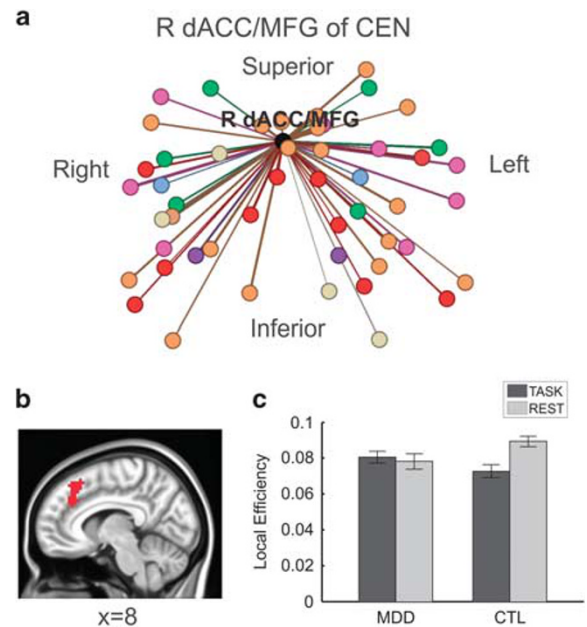 a
R dACC/MFG of CEN
Superior
R dACC/MFG
Right
Left
Inferior
b
x=8
c
TASK
REST
Local Efficiency
0.1
0.08
0.06
0.04
0.02
0
MDD
CTL